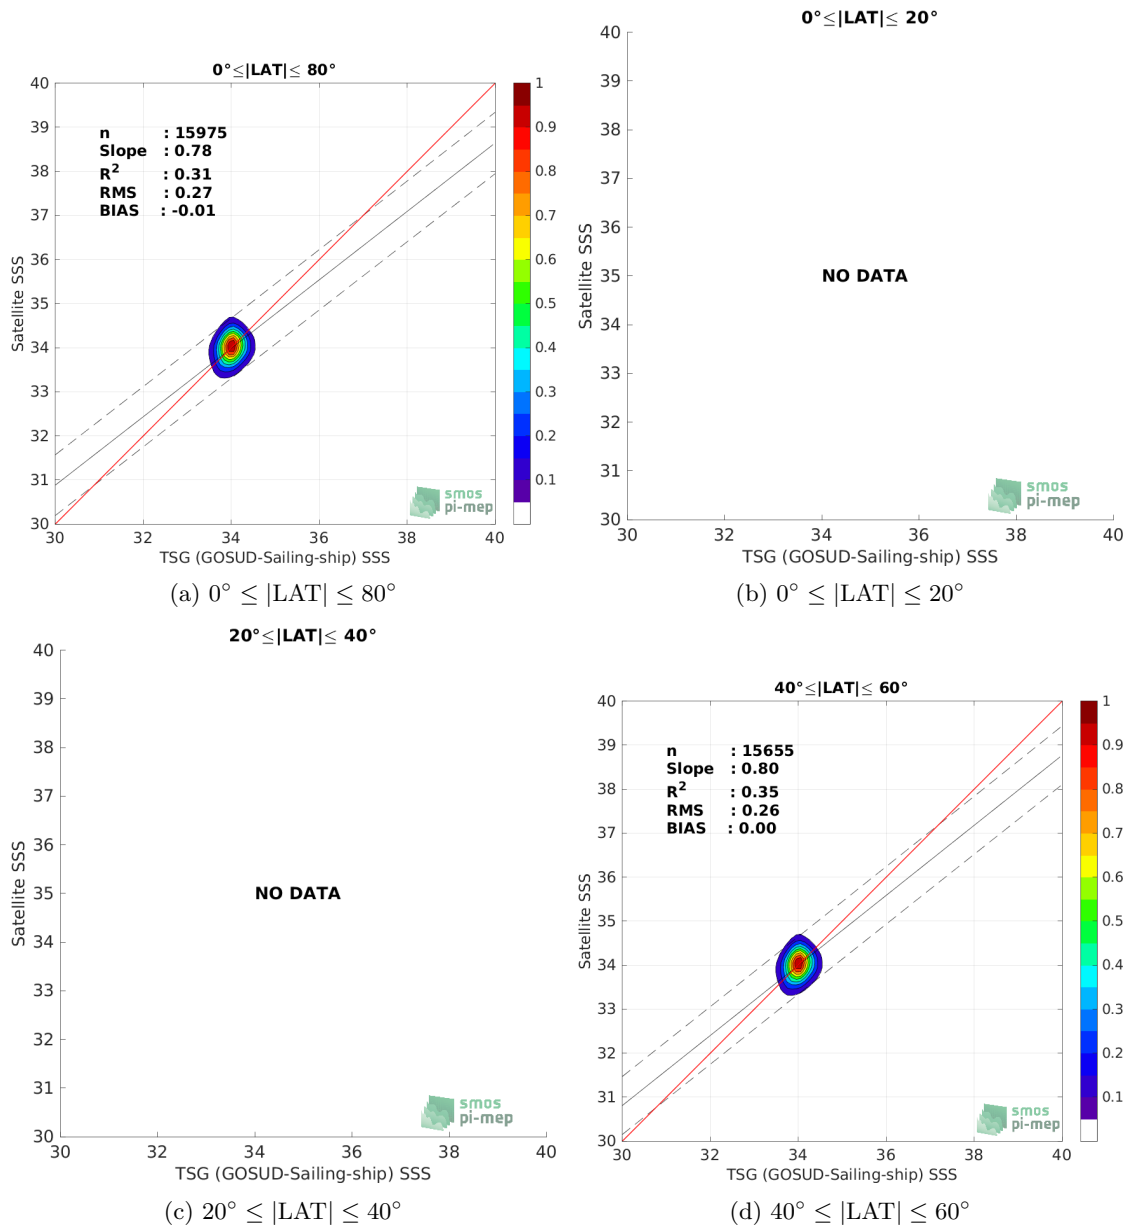 0°≤|LAT|≤ 80°
40
39
38
37
36
35
34
33
32
31
30
Satellite SSS
n : 15975
Slope : 0.78
R² : 0.31
RMS : 0.27
BIAS : -0.01
1
0.9
0.8
0.7
0.6
0.5
0.4
0.3
0.2
0.1
smos
pi-mep
30 32 34 36 38 40
TSG (GOSUD-Sailing-ship) SSS
(a) 0° ≤ |LAT| ≤ 80°
0°≤|LAT|≤ 20°
40
39
38
37
36
35
34
33
32
31
30
Satellite SSS
NO DATA
smos
pi-mep
30 32 34 36 38 40
TSG (GOSUD-Sailing-ship) SSS
(b) 0° ≤ |LAT| ≤ 20°
20°≤|LAT|≤ 40°
40
39
38
37
36
35
34
33
32
31
30
Satellite SSS
NO DATA
smos
pi-mep
30 32 34 36 38 40
TSG (GOSUD-Sailing-ship) SSS
(c) 20° ≤ |LAT| ≤ 40°
40°≤|LAT|≤ 60°
40
39
38
37
36
35
34
33
32
31
30
Satellite SSS
n : 15655
Slope : 0.80
R² : 0.35
RMS : 0.26
BIAS : 0.00
1
0.9
0.8
0.7
0.6
0.5
0.4
0.3
0.2
0.1
smos
pi-mep
30 32 34 36 38 40
TSG (GOSUD-Sailing-ship) SSS
(d) 40° ≤ |LAT| ≤ 60°